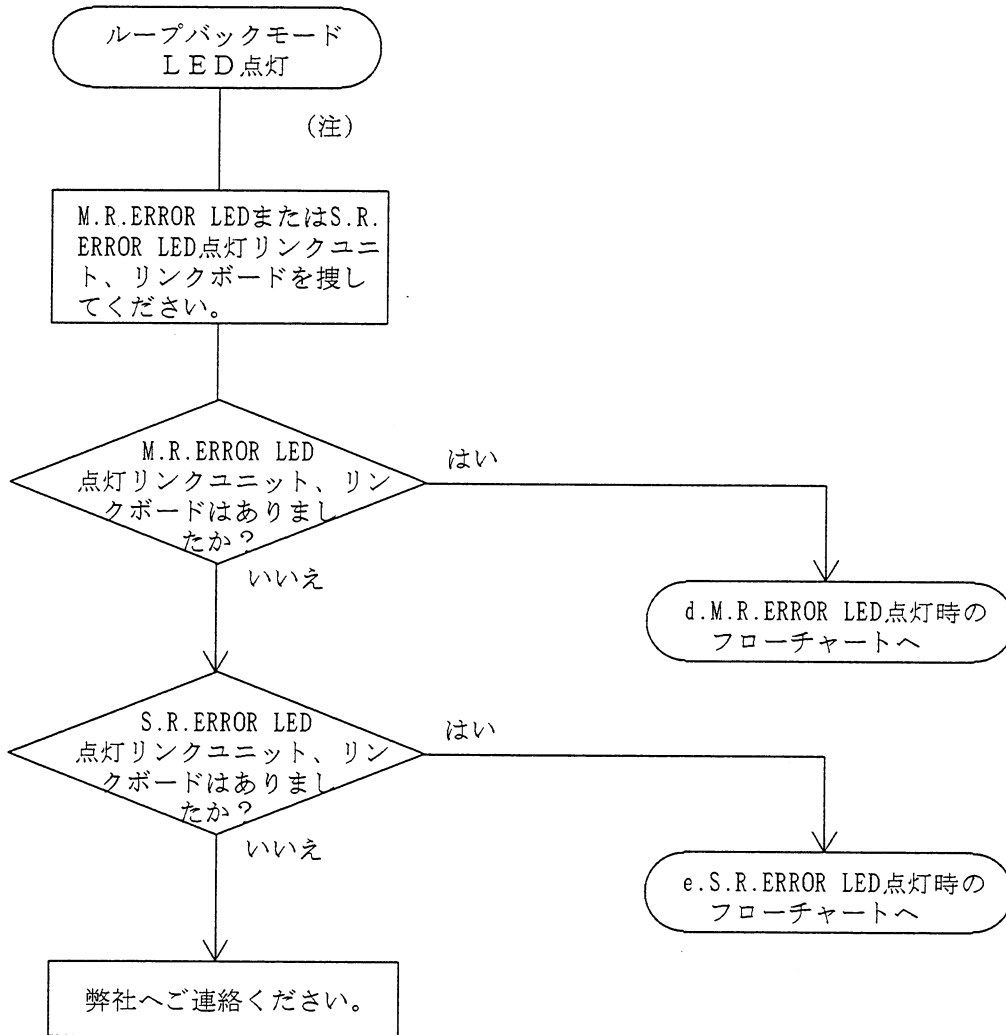 ループバックモード
LED点灯
(注)
M.R.ERROR LEDまたはS.R.
ERROR LED点灯リンクユニ
ット、リンクボードを捜し
てください。
M.R.ERROR LED
点灯リンクユニット、リン
クボードはありまし
たか?
はい
いいえ
d.M.R.ERROR LED点灯時の
フローチャートへ
S.R.ERROR LED
点灯リンクユニット、リン
クボードはありまし
たか?
はい
いいえ
e.S.R.ERROR LED点灯時の
フローチャートへ
弊社へご連絡ください。